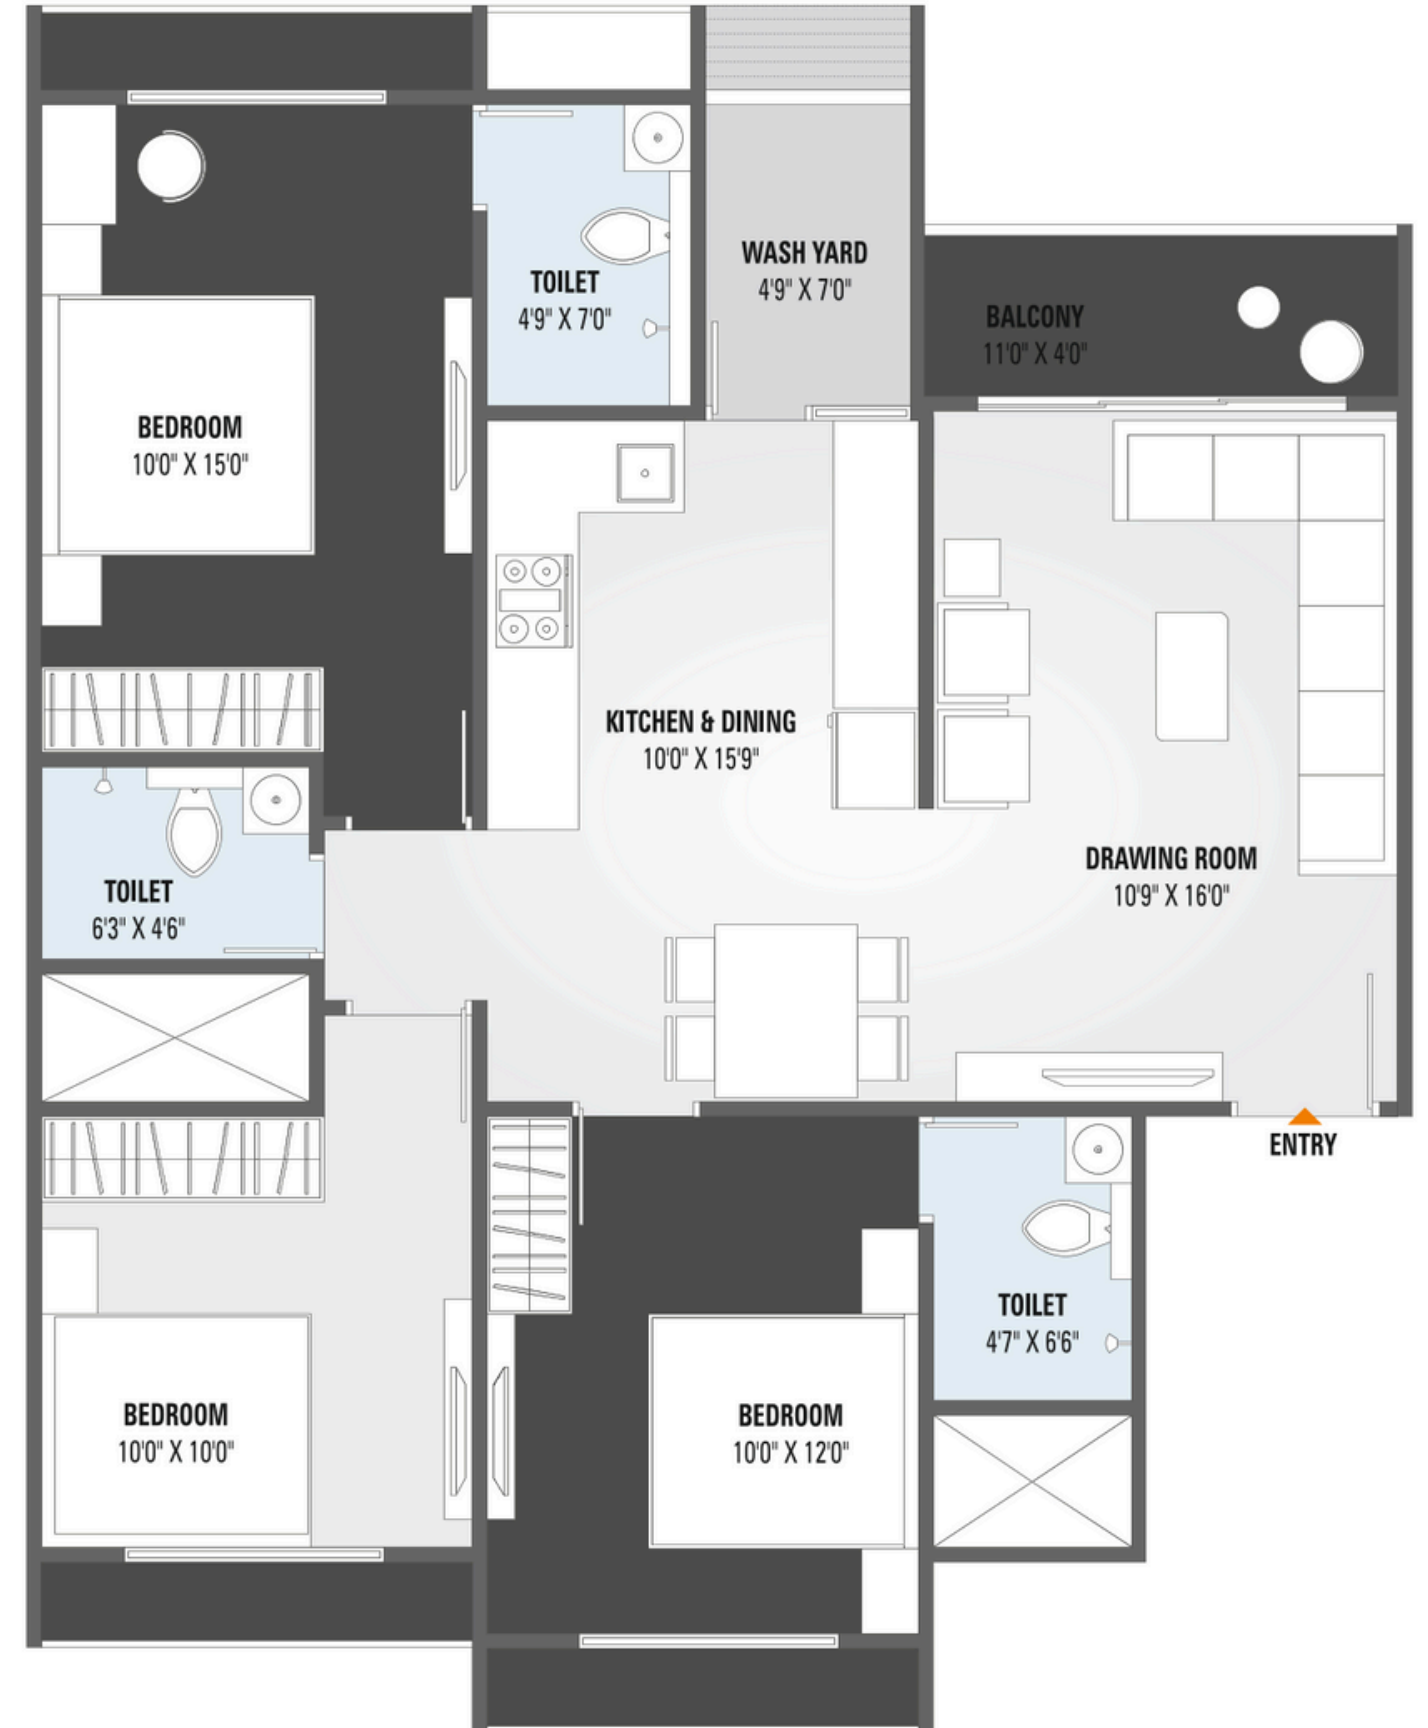 WASH YARD
4'9" X 7'0"
TOILET
4'9" X 7'0"
BALCONY
11'0" X 4'0"
BEDROOM
10'0" X 15'0"
KITCHEN & DINING
10'0" X 15'9"
DRAWING ROOM
10'9" X 16'0"
TOILET
6'3" X 4'6"
ENTRY
TOILET
4'7" X 6'6"
BEDROOM
10'0" X 10'0"
BEDROOM
10'0" X 12'0"